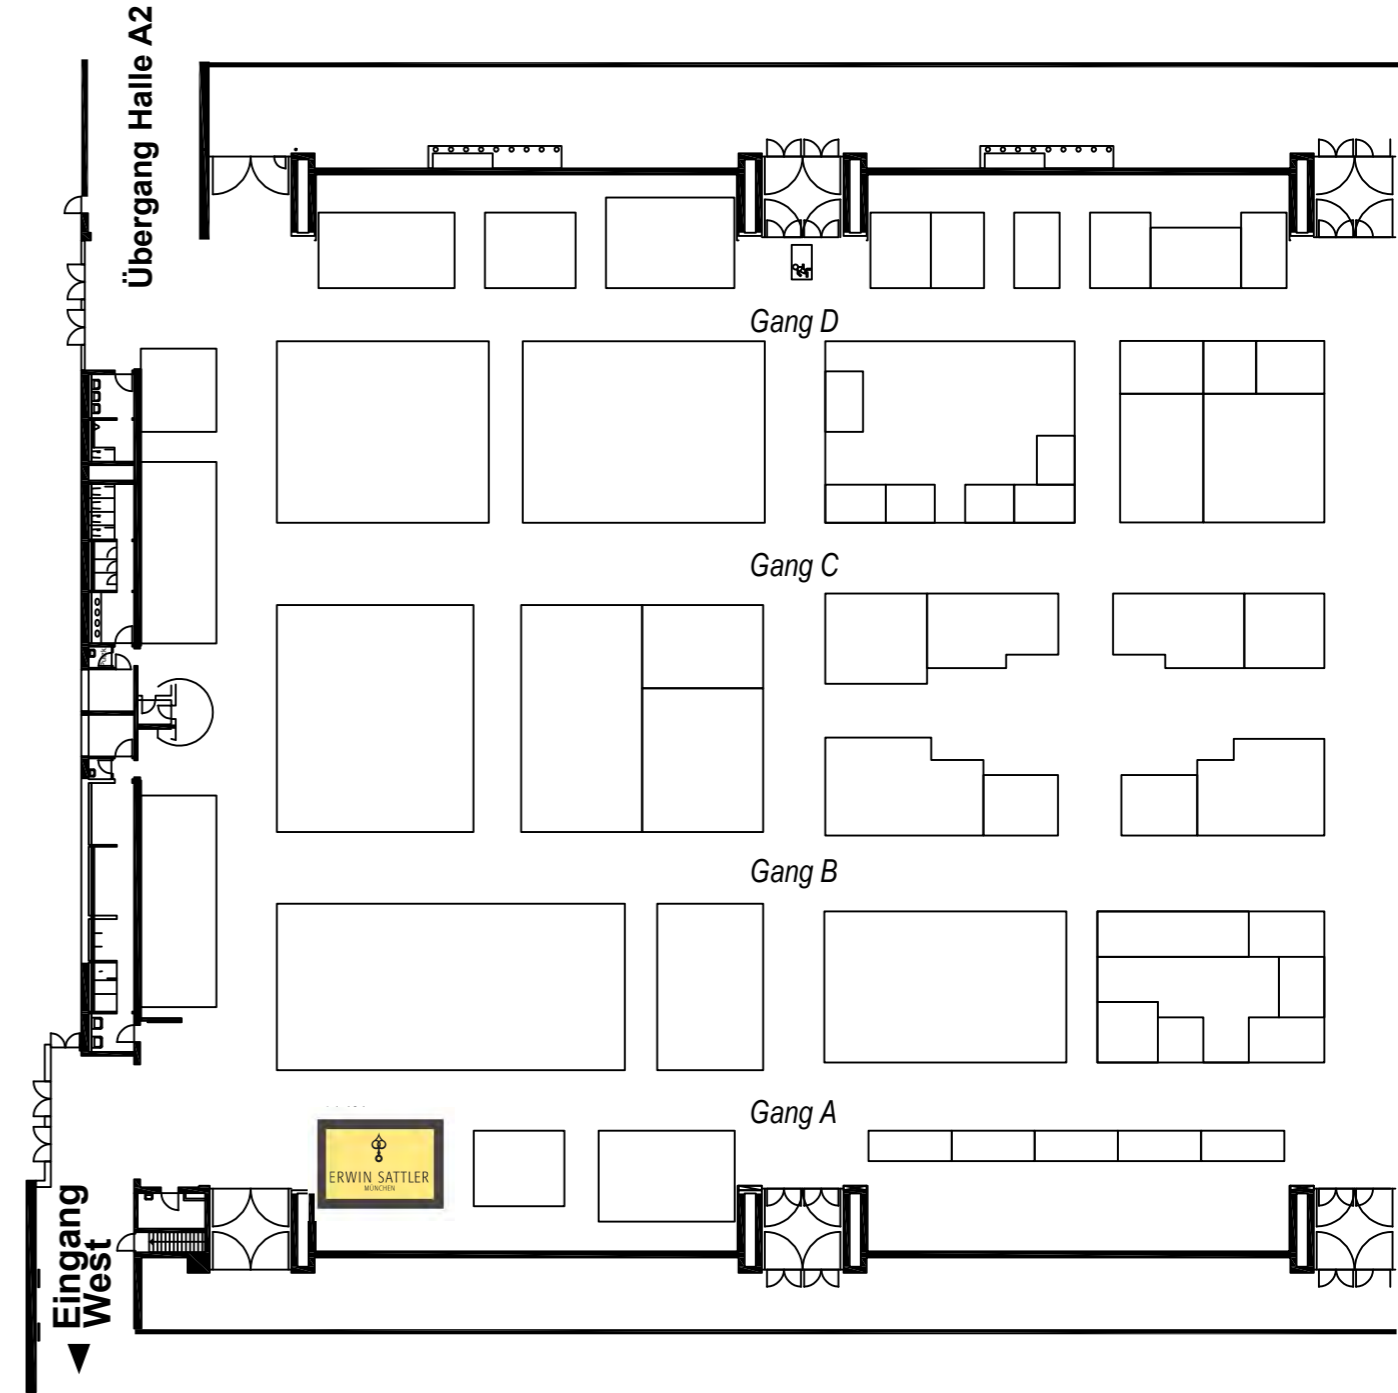 Übergang Halle A2
Gang D
Gang C
Gang B
Gang A
ERWIN SATTLER
MÜNCHEN
Eingang
West